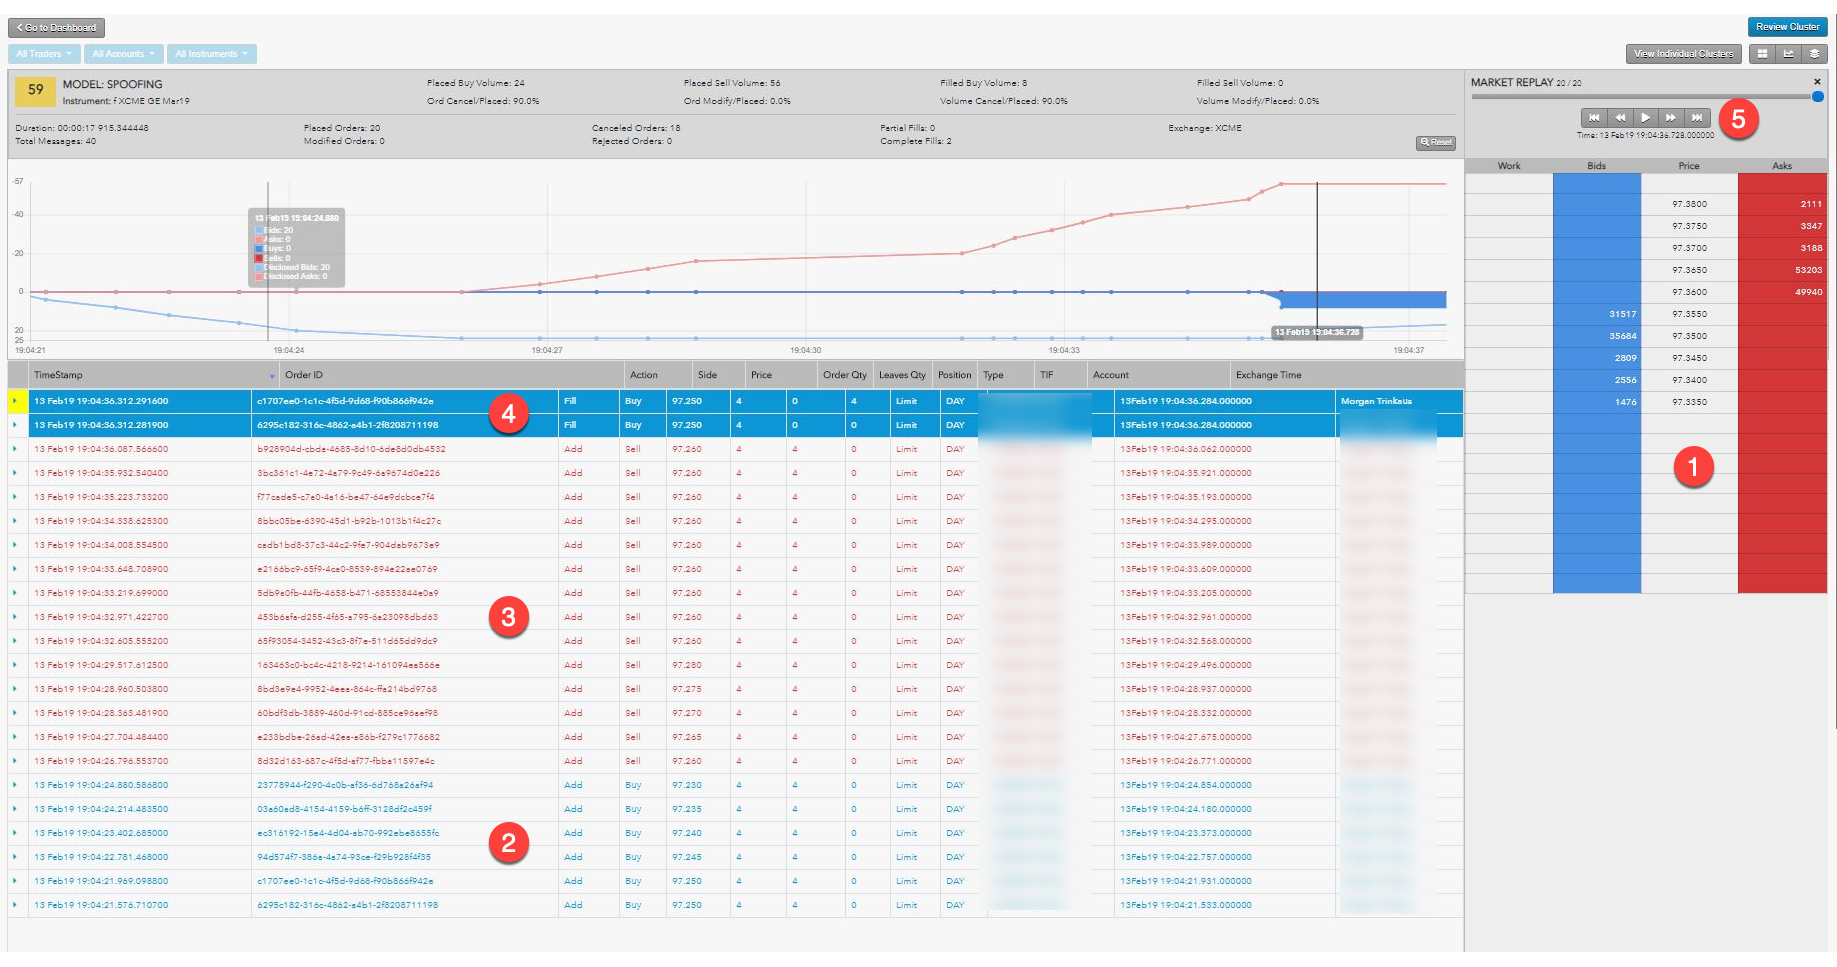 Go to Dashboard
Review Cluster
All Traders
All Accounts
All Instruments
View Individual Clusters
59
MODEL: SPOOFING
Instrument: f XCME GE Mar19
Placed Buy Volume: 24
Ord Cancel/Placed: 90.0%
Placed Sell Volume: 56
Ord Modify/Placed: 0.0%
Filled Buy Volume: 8
Volume Cancel/Placed: 90.0%
Filled Sell Volume: 0
Volume Modify/Placed: 0.0%
Duration: 00:00:17 915.344448
Total Messages: 40
Placed Orders: 20
Modified Orders: 0
Canceled Orders: 18
Rejected Orders: 0
Partial Fills: 0
Complete Fills: 2
Exchange: XCME
Reset
MARKET REPLAY 20 / 20
5
Time: 13 Feb19 19:04:36.728.000000
-57
-40
-20
0
20
25
13 Feb19 19:04:24.880
Bids: 20
Asks: 0
Buys: 0
Sells: 0
Disclosed Bids: 20
Disclosed Asks: 0
13 Feb19 19:04:36.728
19:04:21 19:04:24 19:04:27 19:04:30 19:04:33 19:04:37
Work Bids Price Asks
97.3800 2111
97.3750 3347
97.3700 3188
97.3650 53203
97.3600 49940
31517 97.3550
35684 97.3500
2809 97.3450
2556 97.3400
1476 97.3350
1
TimeStamp Order ID Action Side Price Order Qty Leaves Qty Position Type TIF Account Exchange Time
13 Feb19 19:04:36.312.291600 c1707ee0-1c1c-4f5d-9d68-f90b866f942e Fill Buy 97.250 4 0 4 Limit DAY 13Feb19 19:04:36.284.000000 Morgan Trinkaus
4
13 Feb19 19:04:36.312.281900 6295c182-316c-4862-a4b1-2f8208711198 Fill Buy 97.250 4 0 0 Limit DAY 13Feb19 19:04:36.284.000000
13 Feb19 19:04:36.087.566600 b928904d-cbda-4685-8d10-6de8d0db4532 Add Sell 97.260 4 4 0 Limit DAY 13Feb19 19:04:36.062.000000
13 Feb19 19:04:35.932.540400 3bc361c1-4e72-4a79-9c49-6a9674d0e226 Add Sell 97.260 4 4 0 Limit DAY 13Feb19 19:04:35.921.000000
13 Feb19 19:04:35.223.733200 f77cade5-c7a0-4a16-be47-64e9dcbce7f4 Add Sell 97.260 4 4 0 Limit DAY 13Feb19 19:04:35.193.000000
13 Feb19 19:04:34.338.625300 8bbc05be-6390-45d1-b92b-1013b1f4c27c Add Sell 97.260 4 4 0 Limit DAY 13Feb19 19:04:34.295.000000
13 Feb19 19:04:34.008.554500 cadb1bd8-37c3-44c2-9fe7-904dab9673e9 Add Sell 97.260 4 4 0 Limit DAY 13Feb19 19:04:33.989.000000
13 Feb19 19:04:33.648.708900 e2166bc9-65f9-4ca0-8539-894e22ae0769 Add Sell 97.260 4 4 0 Limit DAY 13Feb19 19:04:33.609.000000
13 Feb19 19:04:33.219.699000 5db9a0fb-44fb-4658-b471-68553844e0a9 Add Sell 97.260 4 4 0 Limit DAY 13Feb19 19:04:33.205.000000
13 Feb19 19:04:32.971.422700 453b6afa-d255-4f65-a795-6a23098dbd63 Add Sell 97.260 4 4 0 Limit DAY 13Feb19 19:04:32.961.000000
3
13 Feb19 19:04:32.605.555200 65f93054-3452-43c3-8f7e-511d65dd9dc9 Add Sell 97.260 4 4 0 Limit DAY 13Feb19 19:04:32.568.000000
13 Feb19 19:04:29.517.612500 163463c0-bc4c-4218-9214-161094ea566e Add Sell 97.280 4 4 0 Limit DAY 13Feb19 19:04:29.496.000000
13 Feb19 19:04:28.960.503800 8bd3e9e4-9952-4eea-864c-ffa214bd9768 Add Sell 97.275 4 4 0 Limit DAY 13Feb19 19:04:28.937.000000
13 Feb19 19:04:28.363.481900 60bdf3db-3889-460d-91cd-885ce96aef98 Add Sell 97.270 4 4 0 Limit DAY 13Feb19 19:04:28.332.000000
13 Feb19 19:04:27.704.484400 e233bdbe-26ad-42ea-a86b-f279c1776682 Add Sell 97.265 4 4 0 Limit DAY 13Feb19 19:04:27.675.000000
13 Feb19 19:04:26.796.553700 8d32d163-687c-4f5d-af77-fbba11597e4c Add Sell 97.260 4 4 0 Limit DAY 13Feb19 19:04:26.771.000000
13 Feb19 19:04:24.880.586800 23778944-f290-4c0b-af36-6d768a26af94 Add Buy 97.230 4 4 0 Limit DAY 13Feb19 19:04:24.854.000000
13 Feb19 19:04:24.214.483500 03a60ad8-4154-4159-b6ff-3128df2c459f Add Buy 97.235 4 4 0 Limit DAY 13Feb19 19:04:24.180.000000
13 Feb19 19:04:23.402.685000 ec316192-15e4-4d04-ab70-992ebe8655fc Add Buy 97.240 4 4 0 Limit DAY 13Feb19 19:04:23.373.000000
2
13 Feb19 19:04:22.781.468000 94d574f7-386a-4a74-93ce-f29b928f4f35 Add Buy 97.245 4 4 0 Limit DAY 13Feb19 19:04:22.757.000000
13 Feb19 19:04:21.969.098800 c1707ee0-1c1c-4f5d-9d68-f90b866f942e Add Buy 97.250 4 4 0 Limit DAY 13Feb19 19:04:21.931.000000
13 Feb19 19:04:21.576.710700 6295c182-316c-4862-a4b1-2f8208711198 Add Buy 97.250 4 4 0 Limit DAY 13Feb19 19:04:21.533.000000